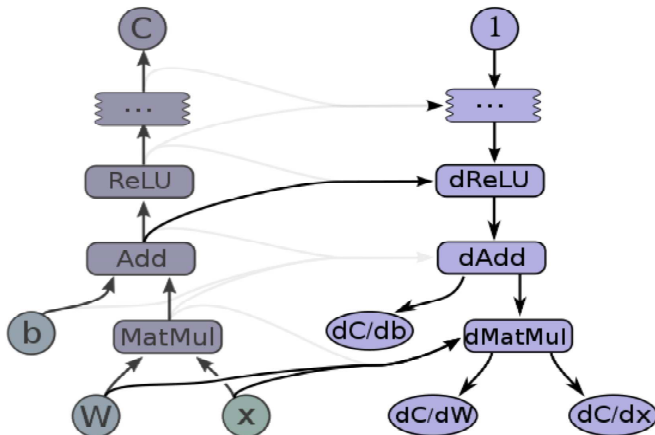 C 1
... ...
ReLU dReLU
Add dAdd
b MatMul dC/db dMatMul
W x dC/dW dC/dx